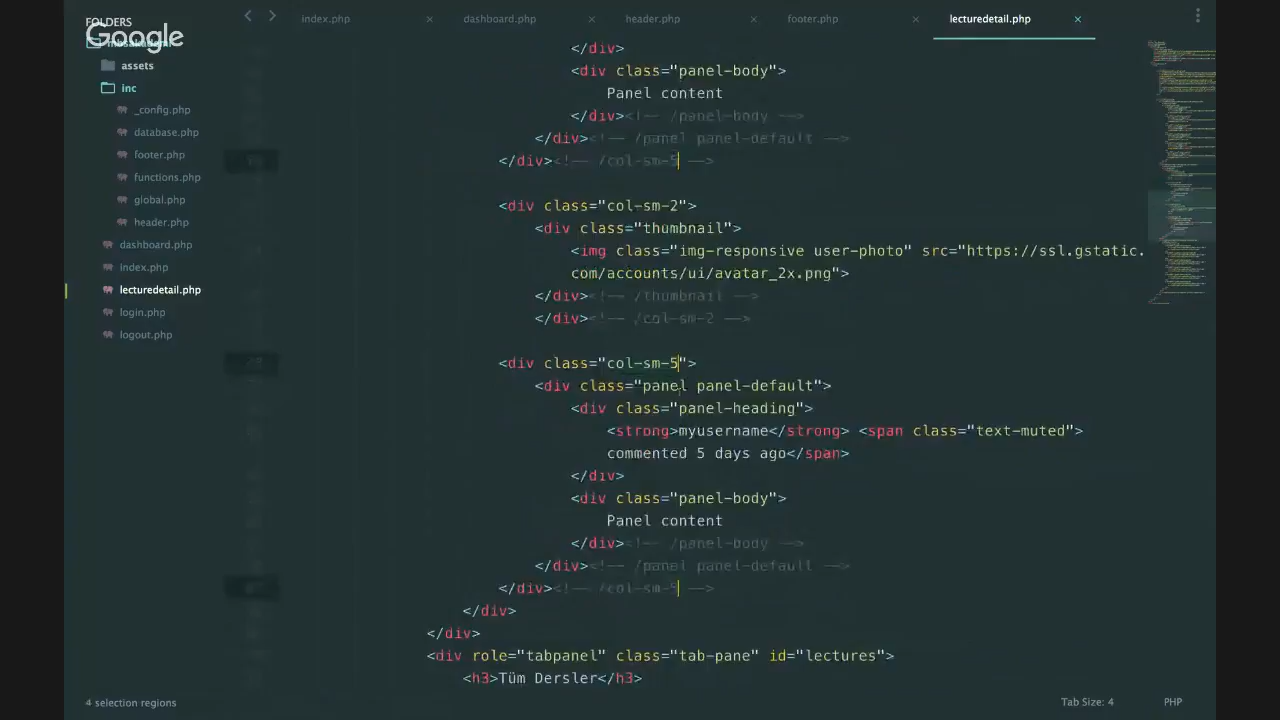 FOLDERS
Google
assets
inc
_config.php
database.php
footer.php
functions.php
global.php
header.php
dashboard.php
index.php
lecturedetail.php
login.php
logout.php
index.php × dashboard.php × header.php × footer.php × lecturedetail.php ×
</div>
<div class="panel-body">
Panel content
</div><!-- /panel-body -->
</div><!-- /panel panel-default -->
</div><!-- /col-sm-5 -->
<div class="col-sm-2">
<div class="thumbnail">
<img class="img-responsive user-photo" src="https://ssl.gstatic.
com/accounts/ui/avatar_2x.png">
</div><!-- /thumbnail -->
</div><!-- /col-sm-2 -->
<div class="col-sm-5">
<div class="panel panel-default">
<div class="panel-heading">
<strong>myusername</strong> <span class="text-muted">
commented 5 days ago</span>
</div>
<div class="panel-body">
Panel content
</div><!-- /panel-body -->
</div><!-- /panel panel-default -->
</div><!-- /col-sm-5 -->
</div>
</div>
<div role="tabpanel" class="tab-pane" id="lectures">
<h3>Tüm Dersler</h3>
4 selection regions
Tab Size: 4
PHP